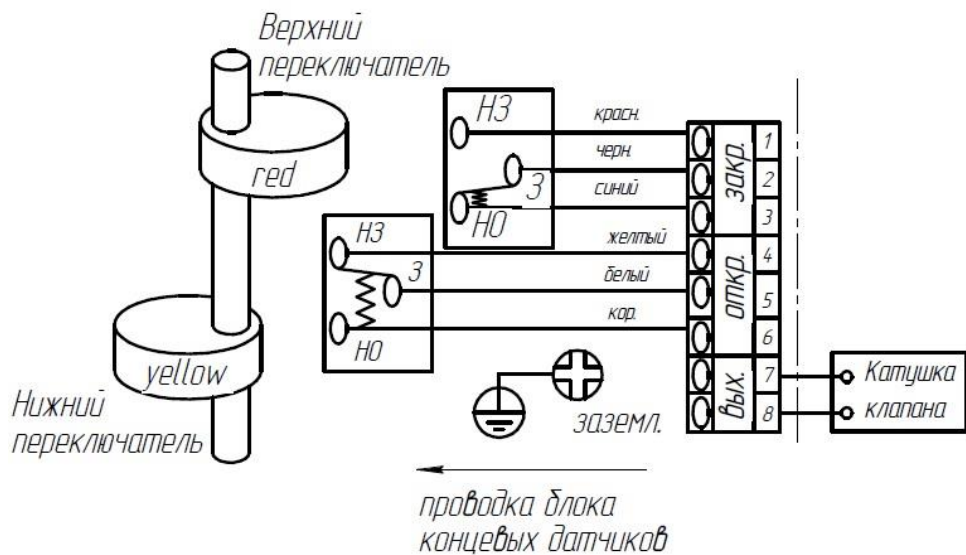 Верхний
переключатель
red
yellow
Нижний
переключатель
НЗ
З
НО
НЗ
З
НО
красн.
черн.
синий
желтый
белый
кор.
закр.
откр.
вых.
1
2
3
4
5
6
7
8
Катушка
клапана
заземл.
проводка блока
концевых датчиков